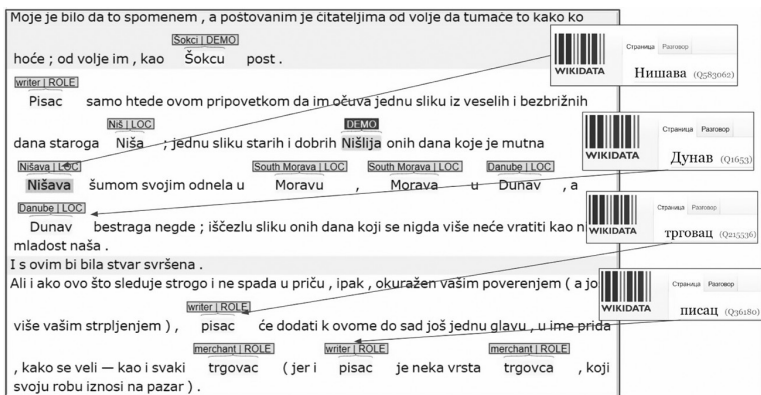 Moje je bilo da to spomenem , a poštovanim je čitateljima od volje da tumače to kako ko
Šokci | DEMO
hoće ; od volje im , kao Šokcu post .
writer | ROLE
Pisac samo htede ovom pripovetkom da im očuva jednu sliku iz veselih i bezbrižnih
Niš | LOC DEMO
dana staroga Niša ; jednu sliku starih i dobrih Nišlija onih dana koje je mutna
Nišava | LOC South Morava | LOC South Morava | LOC Danube | LOC
Nišava šumom svojim odnela u Moravu , Morava u Dunav , a
Danube | LOC
Dunav bestraga negde ; iščezlu sliku onih dana koji se nigda više neće vratiti kao ni
mladost naša .
I s ovim bi bila stvar svršena .
Ali i ako ovo što sleduje strogo i ne spada u priču , ipak , okuražen vašim poverenjem ( a jo
writer | ROLE
više vašim strpljenjem ) , pisac će dodati k ovome do sad još jednu glavu , u ime prida
merchant | ROLE writer | ROLE merchant | ROLE
, kako se veli — kao i svaki trgovac ( jer i pisac je neka vrsta trgovca , koji
svoju robu iznosi na pazar ) .
WIKIDATA
Страница Разговор
Нишава (Q583062)
WIKIDATA
Страница Разговор
Дунав (Q1653)
WIKIDATA
Страница Разговор
трговац (Q215536)
WIKIDATA
Страница Разговор
писац (Q36180)